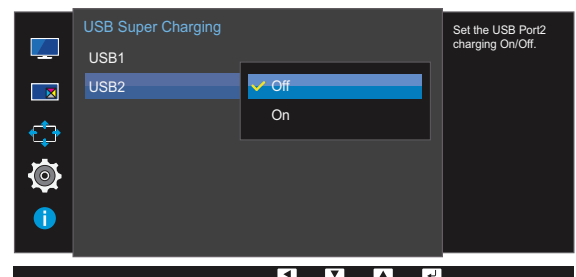 USB Super Charging
USB1
USB2
Off
On
Set the USB Port2
charging On/Off.